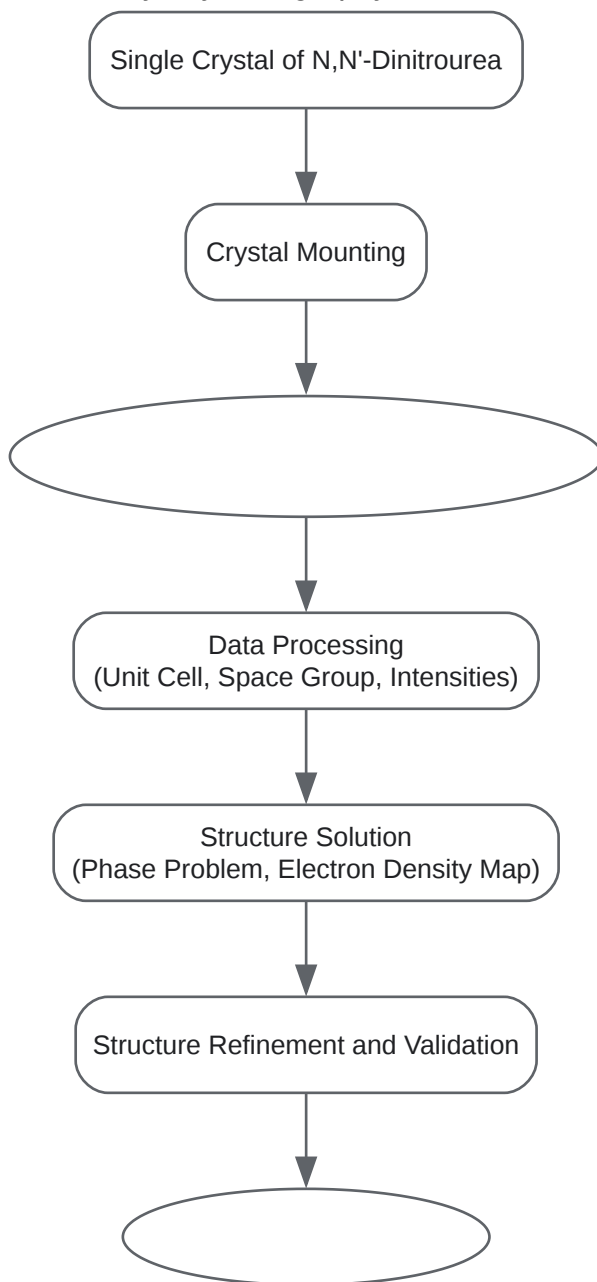 Single Crystal of N,N'-Dinitrourea
Crystal Mounting
Data Processing
(Unit Cell, Space Group, Intensities)
Structure Solution
(Phase Problem, Electron Density Map)
Structure Refinement and Validation